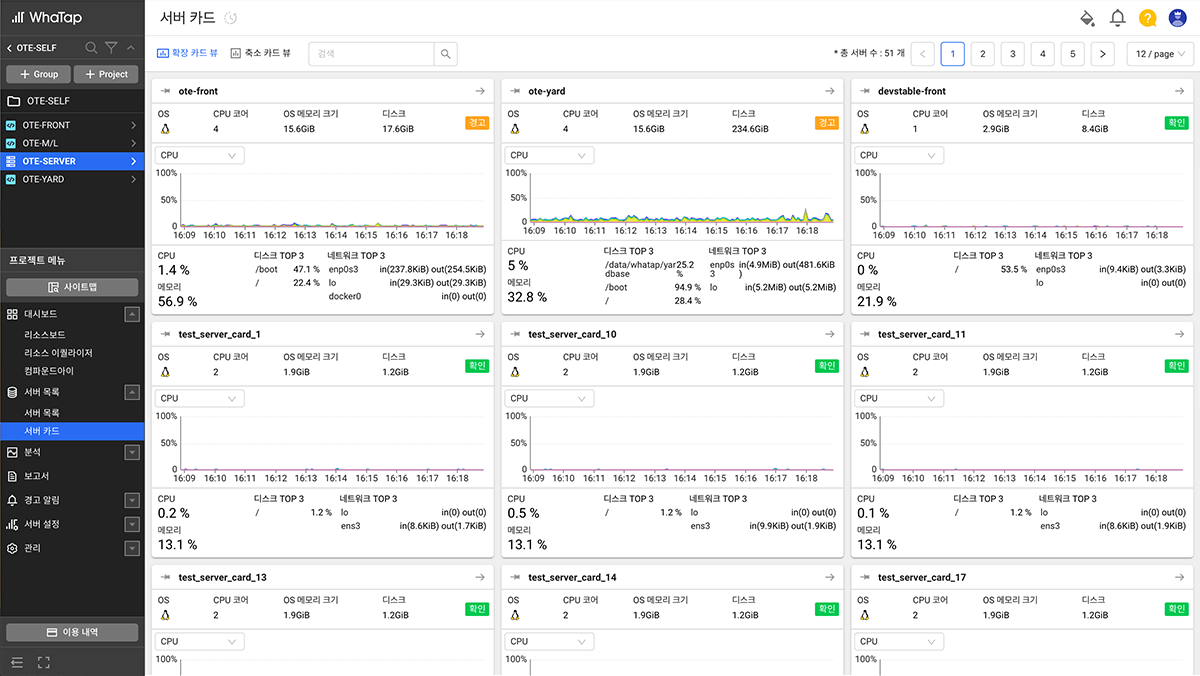 WhaTap
서버 카드
OTE-SELF
Group
Project
OTE-SELF
OTE-FRONT
OTE-M/L
OTE-SERVER
OTE-YARD
프로젝트 메뉴
사이트맵
대시보드
리소스보드
리소스 이퀄라이저
컴파운드아이
서버 목록
서버 목록
서버 카드
분석
보고서
경고 알림
서버 설정
관리
이용 내역
확장 카드 뷰 축소 카드 뷰 검색 * 총 서버 수 : 51 개 < 1 2 3 4 5 > 12 / page
ote-front
OS CPU 코어 OS 메모리 크기 디스크
4 15.6GiB 17.6GiB 경고
CPU
100%
50%
0
16:09 16:10 16:11 16:12 16:13 16:14 16:15 16:16 16:17 16:18
CPU 디스크 TOP 3 네트워크 TOP 3
1.4 % /boot 47.1 % enp0s3 in(237.8KiB) out(254.5KiB)
/ 22.4 % lo in(29.3KiB) out(29.3KiB)
메모리 docker0 in(0) out(0)
56.9 %
ote-yard
OS CPU 코어 OS 메모리 크기 디스크
4 15.6GiB 234.6GiB 경고
CPU
100%
50%
0
16:09 16:10 16:11 16:12 16:13 16:14 16:15 16:16 16:17 16:18
CPU 디스크 TOP 3 네트워크 TOP 3
5 % /data/whatap/yar 25.2 enp0s in(4.9MiB) out(481.6KiB
dbase % 3 )
메모리 /boot 94.9 % lo in(5.2MiB) out(5.2MiB)
32.8 % / 28.4 %
devstable-front
OS CPU 코어 OS 메모리 크기 디스크
1 2.9GiB 8.4GiB 확인
CPU
100%
50%
0
16:09 16:10 16:11 16:12 16:13 16:14 16:15 16:16 16:17 16:18
CPU 디스크 TOP 3 네트워크 TOP 3
0 % / 53.5 % enp0s3 in(9.4KiB) out(3.3KiB)
lo in(0) out(0)
메모리
21.9 %
test_server_card_1
OS CPU 코어 OS 메모리 크기 디스크
2 1.9GiB 1.2GiB 확인
CPU
100%
50%
0
16:09 16:10 16:11 16:12 16:13 16:14 16:15 16:16 16:17 16:18
CPU 디스크 TOP 3 네트워크 TOP 3
0.2 % / 1.2 % lo in(0) out(0)
ens3 in(8.6KiB) out(1.7KiB)
메모리
13.1 %
test_server_card_10
OS CPU 코어 OS 메모리 크기 디스크
2 1.9GiB 1.2GiB 확인
CPU
100%
50%
0
16:09 16:10 16:11 16:12 16:13 16:14 16:15 16:16 16:17 16:18
CPU 디스크 TOP 3 네트워크 TOP 3
0.5 % / 1.2 % lo in(0) out(0)
ens3 in(9.9KiB) out(1.9KiB)
메모리
13.1 %
test_server_card_11
OS CPU 코어 OS 메모리 크기 디스크
2 1.9GiB 1.2GiB 확인
CPU
100%
50%
0
16:09 16:10 16:11 16:12 16:13 16:14 16:15 16:16 16:17 16:18
CPU 디스크 TOP 3 네트워크 TOP 3
0.1 % / 1.2 % lo in(0) out(0)
ens3 in(8.6KiB) out(1.9KiB)
메모리
13.1 %
test_server_card_13
OS CPU 코어 OS 메모리 크기 디스크
2 1.9GiB 1.2GiB 확인
CPU
100%
test_server_card_14
OS CPU 코어 OS 메모리 크기 디스크
2 1.9GiB 1.2GiB 확인
CPU
100%
test_server_card_17
OS CPU 코어 OS 메모리 크기 디스크
2 1.9GiB 1.2GiB 확인
CPU
100%